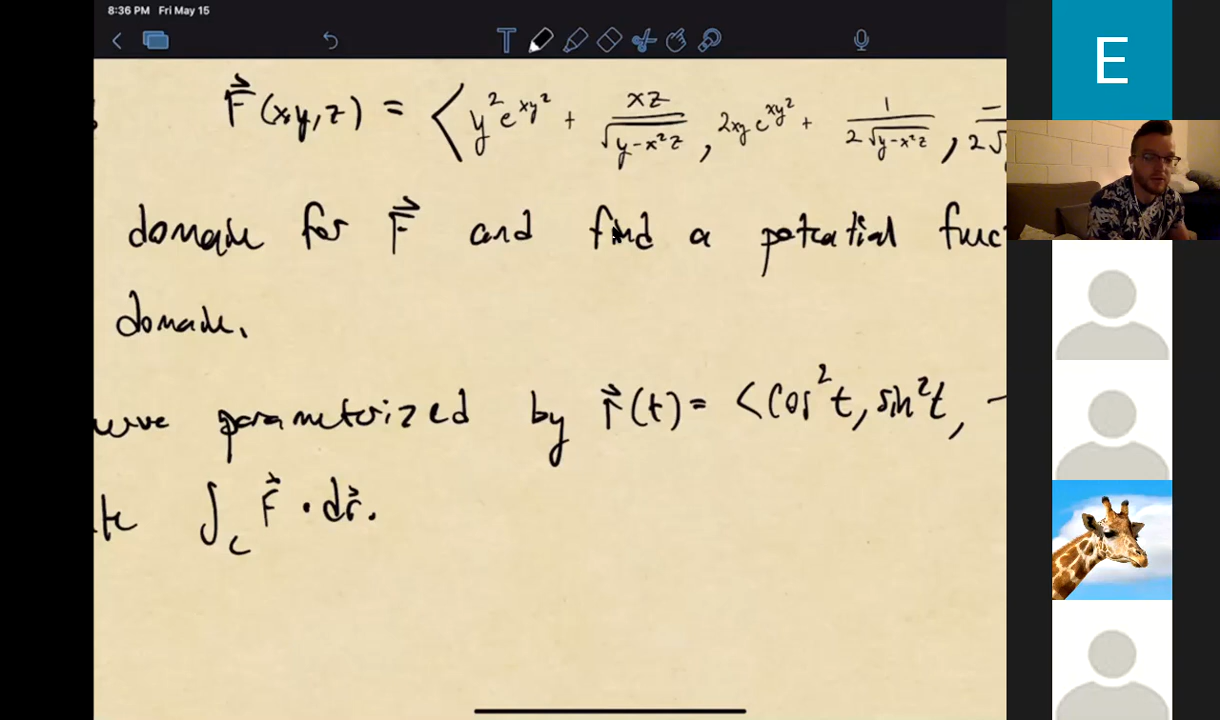 8:36 PM Fri May 15
E
F⃗(x,y,z) = ⟨y²e^{xy²} + xz/√(y-x²z), 2xye^{xy²} + 1/(2√(y-x²z)),
domain for F⃗ and find a potential func
domain.
parametrized by r⃗(t) = <cos²t, sin²t, -
∫_C F⃗ · dr⃗.